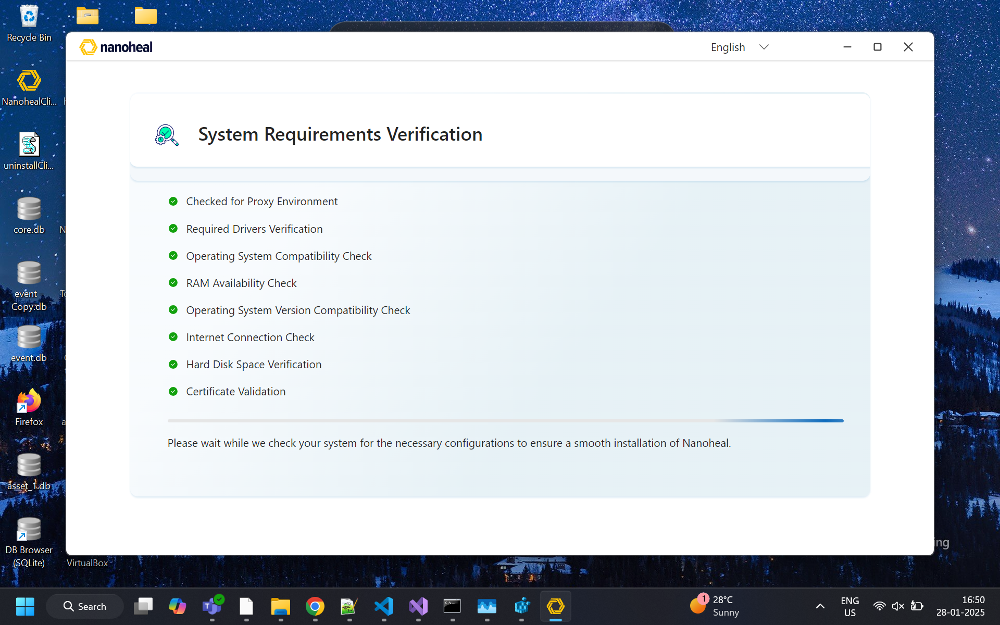 Recycle Bin
nanoheal
English
NanohealCli...
System Requirements Verification
uninstallCli...
Checked for Proxy Environment
core.db
Required Drivers Verification
Operating System Compatibility Check
RAM Availability Check
event -
Copy.db
Operating System Version Compatibility Check
Internet Connection Check
event.db
Hard Disk Space Verification
Certificate Validation
Firefox
Please wait while we check your system for the necessary configurations to ensure a smooth installation of Nanoheal.
asset_1.db
ing
DB Browser
(SQLite)
VirtualBox
Search
1
28°C
Sunny
ENG
US
16:50
28-01-2025